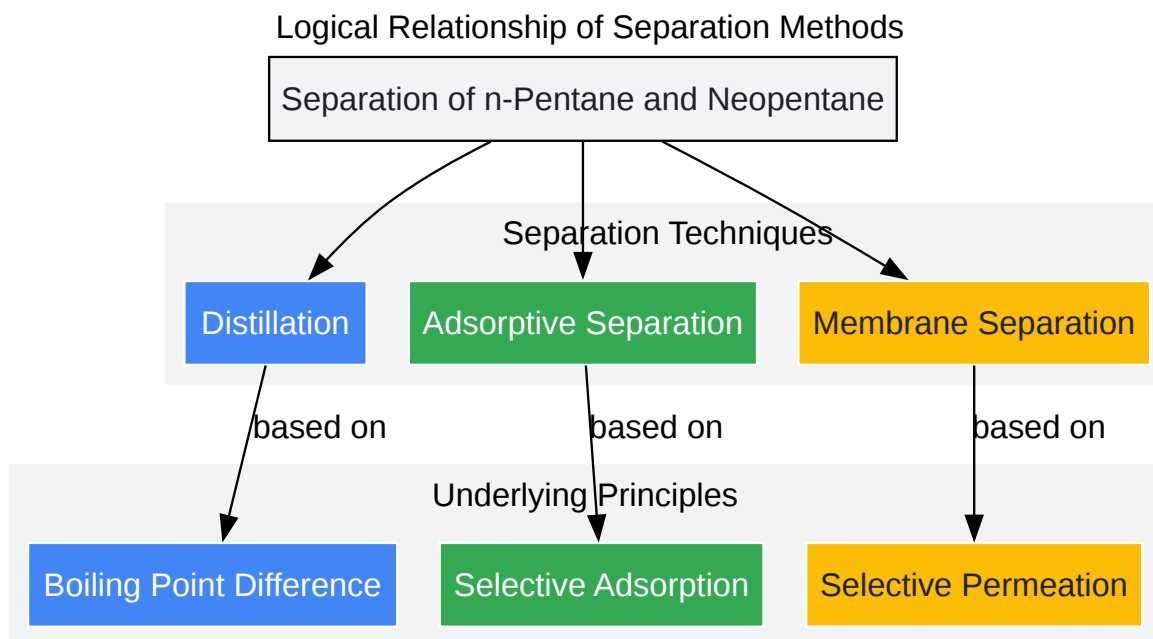 Logical Relationship of Separation Methods
Separation of n-Pentane and Neopentane
Separation Techniques
Distillation
Adsorptive Separation
Membrane Separation
based on
based on
based on
Underlying Principles
Boiling Point Difference
Selective Adsorption
Selective Permeation